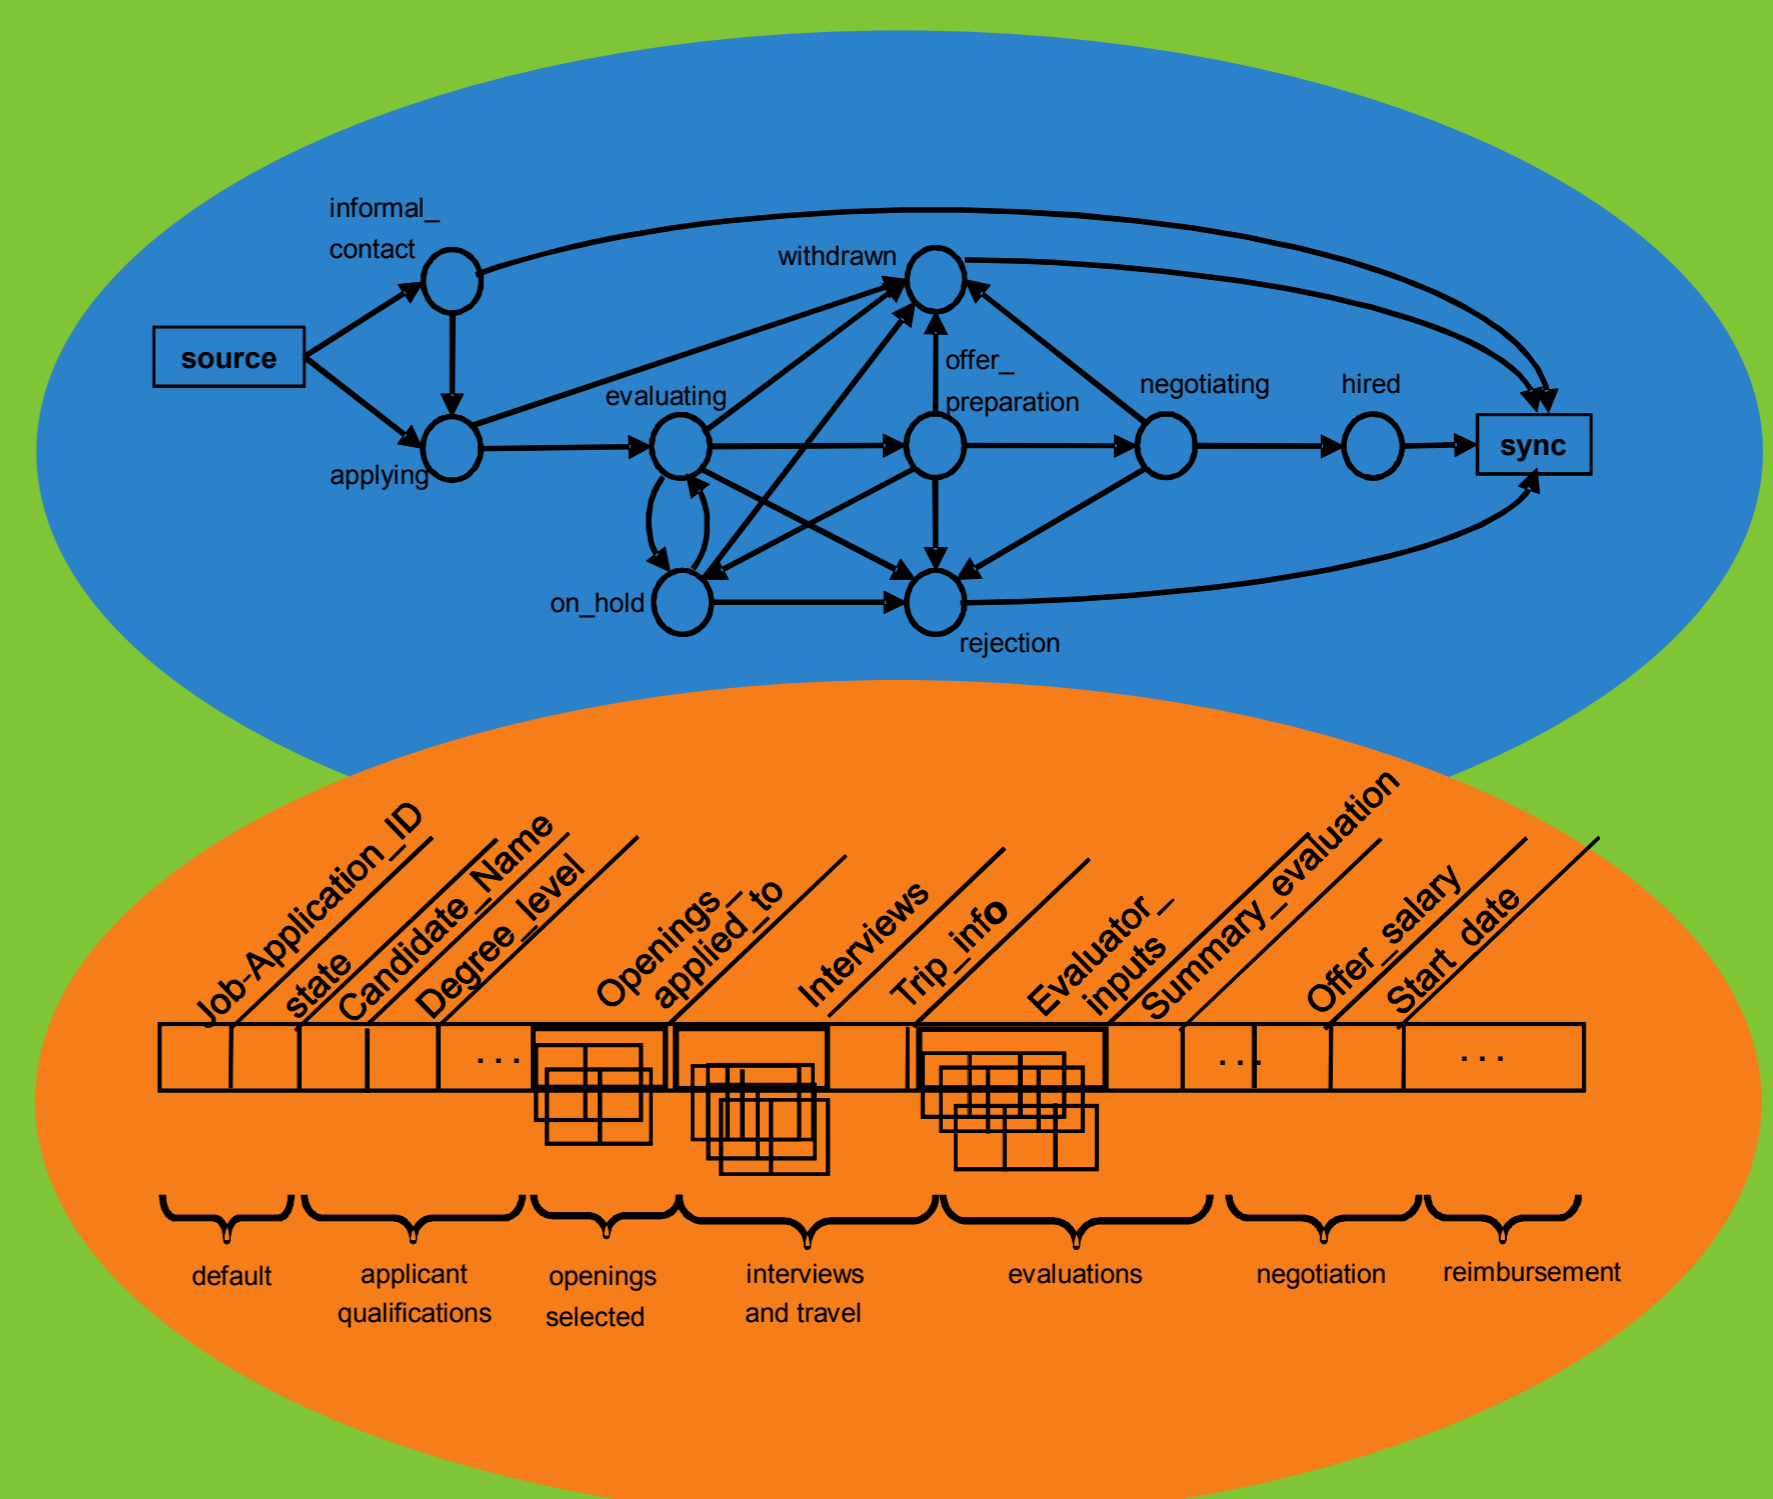 informal_
contact
withdrawn
source
offer_
preparation
evaluating
negotiating
hired
sync
applying
on_hold
rejection
Job-Application_ID
state
Candidate_Name
Degree_level
Openings_
applied_to
Interviews
Trip_info
Evaluator_
inputs
Summary_evaluation
Offer_salary
Start_date
. . .
. . .
. . .
default
applicant
qualifications
openings
selected
interviews
and travel
evaluations
negotiation
reimbursement